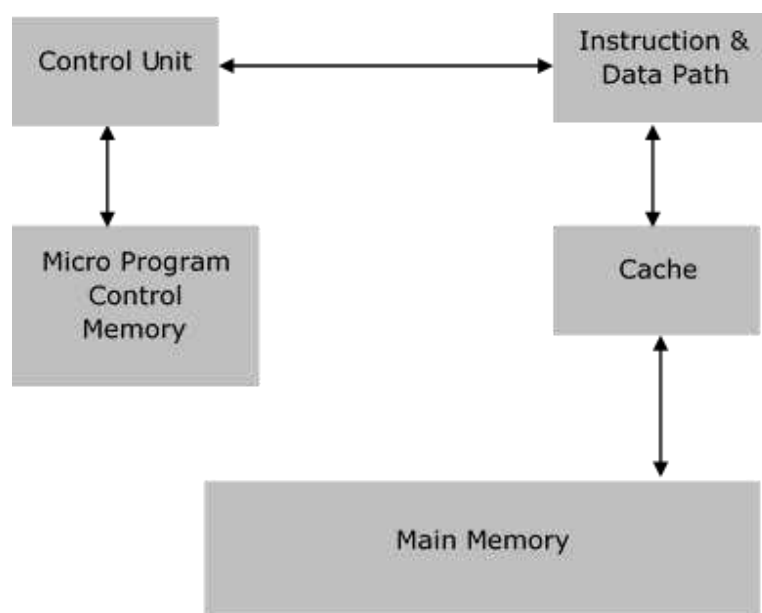 Control Unit
Instruction &
Data Path
Micro Program
Control
Memory
Cache
Main Memory